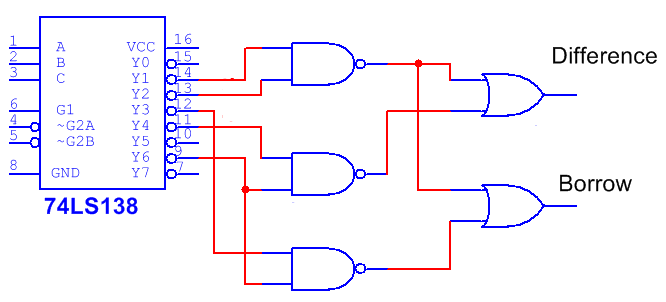 1 A VCC 16
2 B Y0 15
3 C Y1 14
Y2 13
6 G1 Y3 12
4 ~G2A Y4 11
5 ~G2B Y5 10
Y6 9
8 GND Y7 7
74LS138
Difference
Borrow